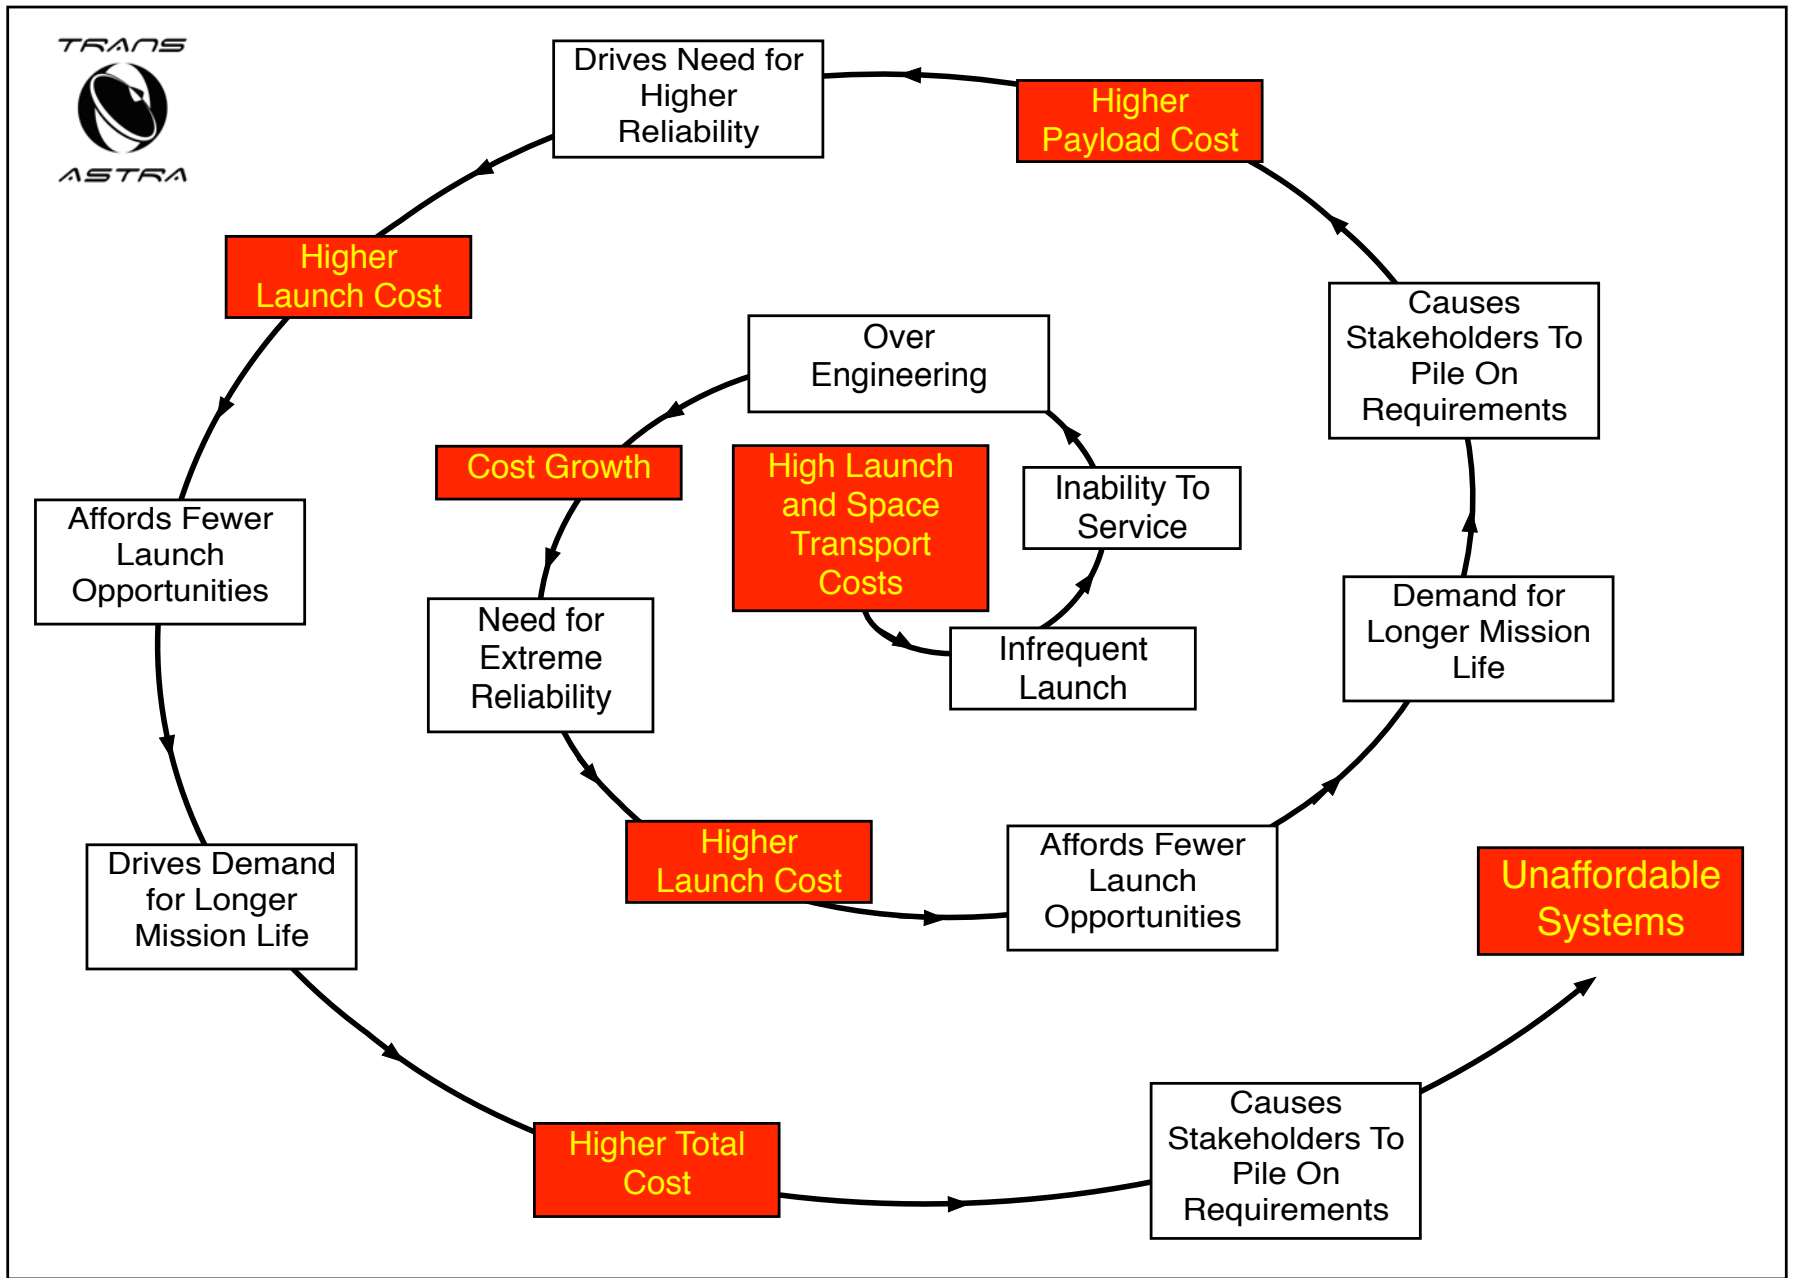 TRANS
ASTRA
Drives Need for
Higher
Reliability
Higher
Payload Cost
Higher
Launch Cost
Causes
Stakeholders To
Pile On
Requirements
Over
Engineering
Cost Growth
High Launch
and Space
Transport
Costs
Inability To
Service
Affords Fewer
Launch
Opportunities
Need for
Extreme
Reliability
Infrequent
Launch
Demand for
Longer Mission
Life
Higher
Launch Cost
Affords Fewer
Launch
Opportunities
Drives Demand
for Longer
Mission Life
Unaffordable
Systems
Higher Total
Cost
Causes
Stakeholders To
Pile On
Requirements